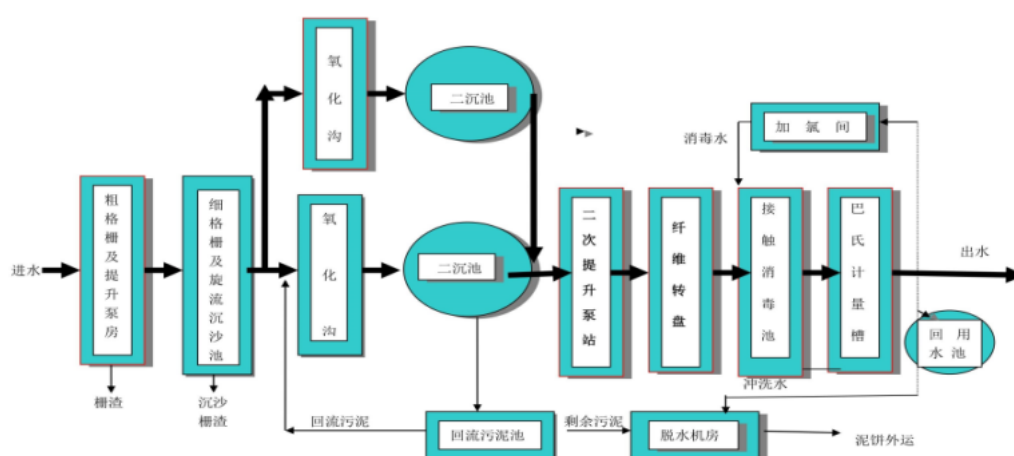 氧化沟
二沉池
加氯间
消毒水
进水
粗格栅及提升泵房
细格栅及旋流沉沙池
氧化沟
二沉池
二次提升泵站
纤维转盘
接触消毒池
巴氏计量槽
出水
回用
水池
栅渣
沉沙
栅渣
冲洗水
回流污泥
回流污泥池
剩余污泥
脱水机房
泥饼外运